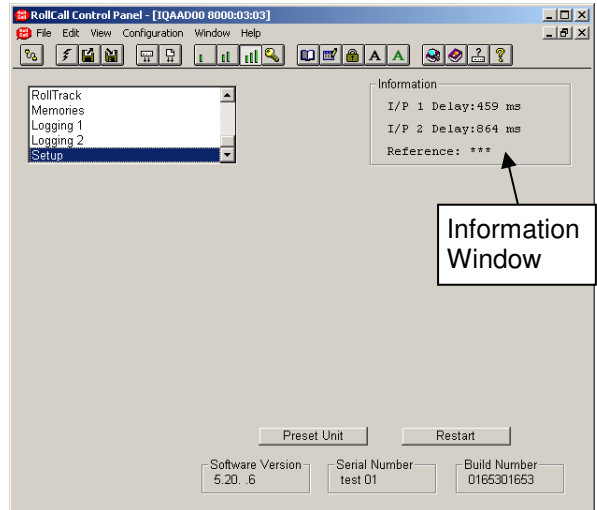 RollCall Control Panel - [IQAAD00 8000:03:03]
File Edit View Configuration Window Help
A A ? ?
RollTrack
Memories
Logging 1
Logging 2
Setup
Information
I/P 1 Delay:459 ms
I/P 2 Delay:864 ms
Reference: ***
Information
Window
Preset Unit
Restart
Software Version
5.20. .6
Serial Number
test 01
Build Number
0165301653